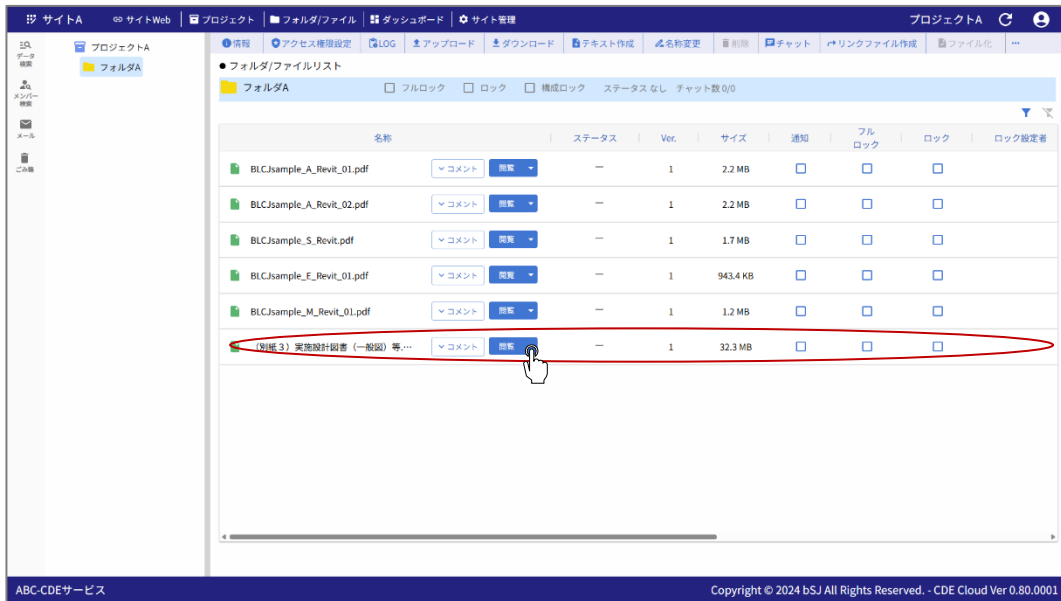 サイトA サイトWeb プロジェクト フォルダ/ファイル ダッシュボード サイト管理 プロジェクトA
データ検索
メンバー検索
メール
ごみ箱
プロジェクトA
フォルダA
情報 アクセス権限設定 LOG アップロード ダウンロード テキスト作成 名称変更 削除 チャット リンクファイル作成 ファイル化 ...
● フォルダ/ファイルリスト
フォルダA フルロック ロック 構成ロック ステータス なし チャット数 0/0
名称 ステータス Ver. サイズ 通知 フルロック ロック ロック設定者
BLCJsample_A_Revit_01.pdf コメント 閲覧 — 1 2.2 MB
BLCJsample_A_Revit_02.pdf コメント 閲覧 — 1 2.2 MB
BLCJsample_S_Revit.pdf コメント 閲覧 — 1 1.7 MB
BLCJsample_E_Revit_01.pdf コメント 閲覧 — 1 943.4 KB
BLCJsample_M_Revit_01.pdf コメント 閲覧 — 1 1.2 MB
（別紙３）実施設計図書（一般図）等.… コメント 閲覧 — 1 32.3 MB
ABC-CDEサービス Copyright © 2024 bSJ All Rights Reserved. - CDE Cloud Ver 0.80.0001